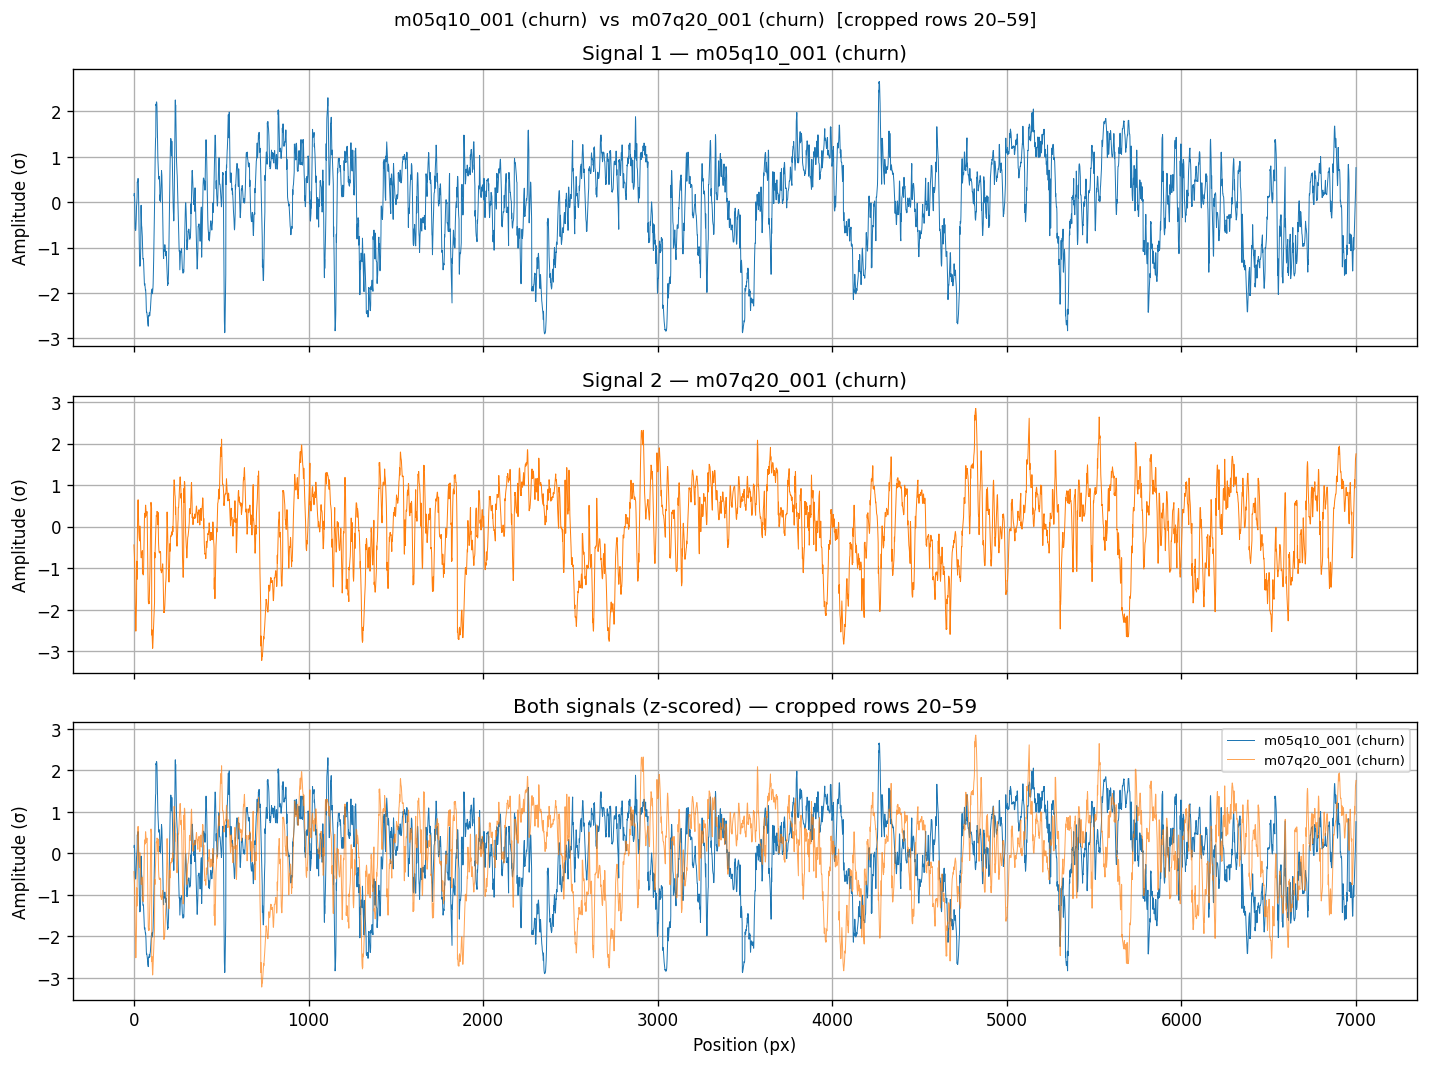 m05q10_001 (churn)  vs  m07q20_001 (churn)  [cropped rows 20–59]
Signal 1 — m05q10_001 (churn)
Amplitude (σ)
2
1
0
−1
−2
−3
Signal 2 — m07q20_001 (churn)
Amplitude (σ)
3
2
1
0
−1
−2
−3
Both signals (z-scored) — cropped rows 20–59
Amplitude (σ)
3
2
1
0
−1
−2
−3
m05q10_001 (churn)
m07q20_001 (churn)
0 1000 2000 3000 4000 5000 6000 7000
Position (px)